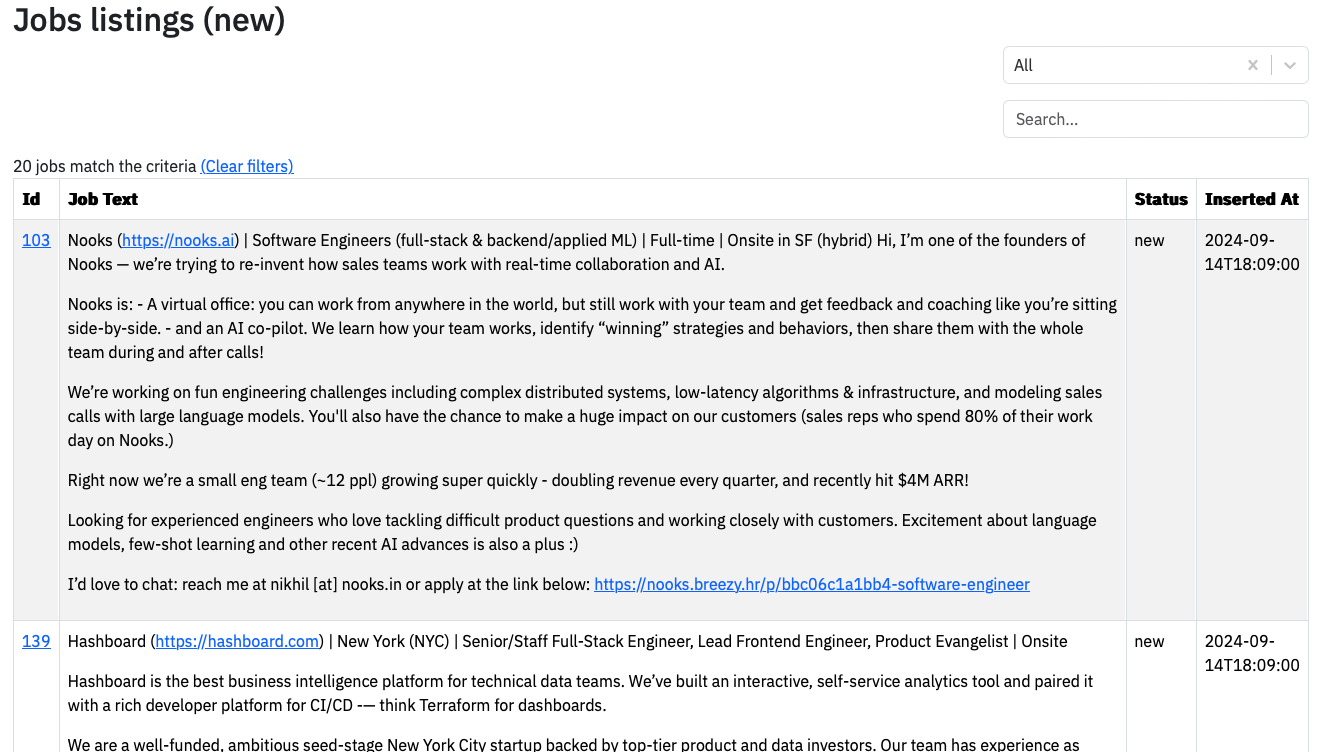 Jobs listings (new)
All
Search...
20 jobs match the criteria (Clear filters)
Id Job Text Status Inserted At
103 Nooks (https://nooks.ai) | Software Engineers (full-stack & backend/applied ML) | Full-time | Onsite in SF (hybrid) Hi, I’m one of the founders of new 2024-09-
Nooks — we’re trying to re-invent how sales teams work with real-time collaboration and AI. 14T18:09:00
Nooks is: - A virtual office: you can work from anywhere in the world, but still work with your team and get feedback and coaching like you’re sitting
side-by-side. - and an AI co-pilot. We learn how your team works, identify “winning” strategies and behaviors, then share them with the whole
team during and after calls!
We’re working on fun engineering challenges including complex distributed systems, low-latency algorithms & infrastructure, and modeling sales
calls with large language models. You'll also have the chance to make a huge impact on our customers (sales reps who spend 80% of their work
day on Nooks.)
Right now we’re a small eng team (~12 ppl) growing super quickly - doubling revenue every quarter, and recently hit $4M ARR!
Looking for experienced engineers who love tackling difficult product questions and working closely with customers. Excitement about language
models, few-shot learning and other recent AI advances is also a plus :)
I’d love to chat: reach me at nikhil [at] nooks.in or apply at the link below: https://nooks.breezy.hr/p/bbc06c1a1bb4-software-engineer
139 Hashboard (https://hashboard.com) | New York (NYC) | Senior/Staff Full-Stack Engineer, Lead Frontend Engineer, Product Evangelist | Onsite new 2024-09-
14T18:09:00
Hashboard is the best business intelligence platform for technical data teams. We’ve built an interactive, self-service analytics tool and paired it
with a rich developer platform for CI/CD -— think Terraform for dashboards.
We are a well-funded, ambitious seed-stage New York City startup backed by top-tier product and data investors. Our team has experience as